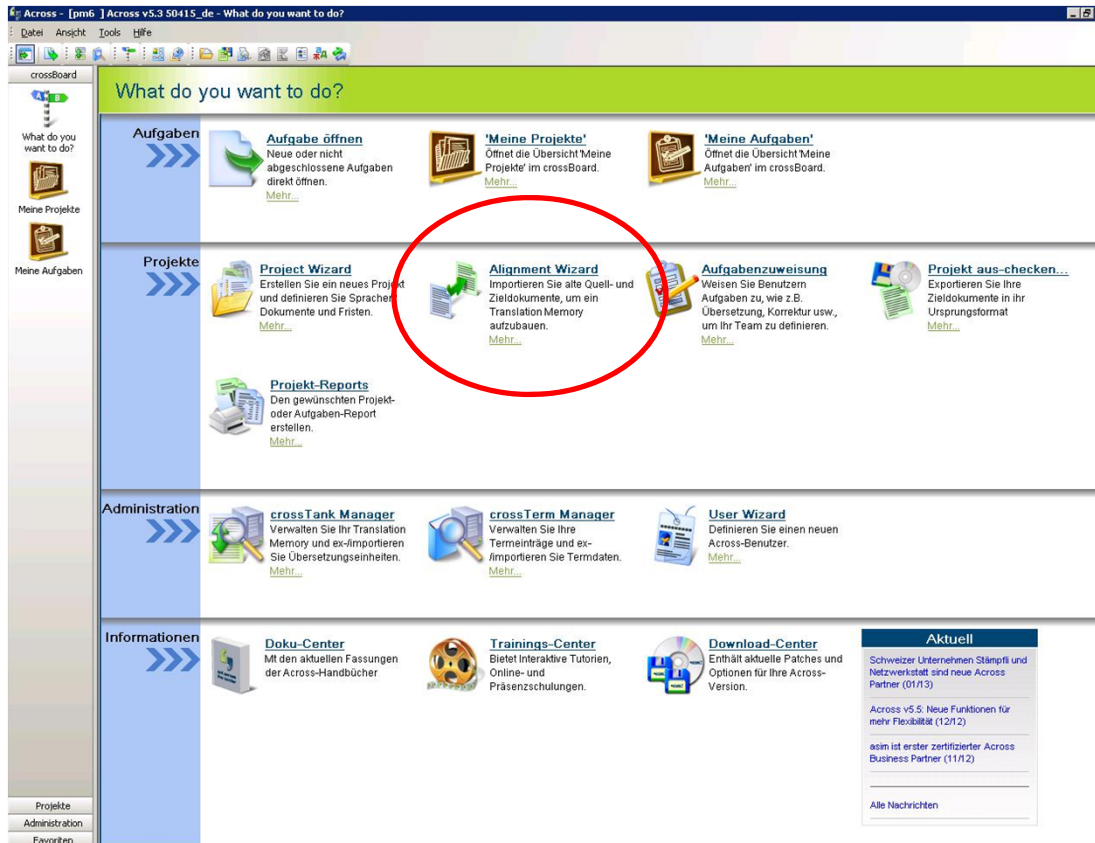 Across - [pm6 ] Across v5.3 50415_de - What do you want to do?
Datei Ansicht Tools Hilfe
crossBoard
What do you
want to do?
Meine Projekte
Meine Aufgaben
What do you want to do?
Aufgaben
Aufgabe öffnen
Neue oder nicht
abgeschlossene Aufgaben
direkt öffnen.
Mehr...
'Meine Projekte'
Öffnet die Übersicht 'Meine
Projekte' im crossBoard.
Mehr...
'Meine Aufgaben'
Öffnet die Übersicht 'Meine
Aufgaben' im crossBoard.
Mehr...
Projekte
Project Wizard
Erstellen Sie ein neues Projekt
und definieren Sie Sprachen
Dokumente und Fristen.
Mehr...
Alignment Wizard
Importieren Sie alte Quell- und
Zieldokumente, um ein
Translation Memory
aufzubauen.
Mehr...
Aufgabenzuweisung
Weisen Sie Benutzern
Aufgaben zu, wie z.B.
Übersetzung, Korrektur usw.,
um Ihr Team zu definieren.
Mehr...
Projekt aus-checken...
Exportieren Sie Ihre
Zieldokumente in ihr
Ursprungsformat
Mehr...
Projekt-Reports
Den gewünschten Projekt-
oder Aufgaben-Report
erstellen.
Mehr...
Administration
crossTank Manager
Verwalten Sie Ihr Translation
Memory und ex-/importieren
Sie Übersetzungseinheiten.
Mehr...
crossTerm Manager
Verwalten Sie Ihre
Termeinträge und ex-
/importieren Sie Termdaten.
Mehr...
User Wizard
Definieren Sie einen neuen
Across-Benutzer.
Mehr...
Informationen
Doku-Center
Mit den aktuellen Fassungen
der Across-Handbücher
Trainings-Center
Bietet Interaktive Tutorien,
Online- und
Präsenzschulungen.
Download-Center
Enthält aktuelle Patches und
Optionen für Ihre Across-
Version.
Aktuell
Schweizer Unternehmen Stämpfli und
Netzwerkstatt sind neue Across
Partner (01/13)
Across v5.5: Neue Funktionen für
mehr Flexibilität (12/12)
asim ist erster zertifizierter Across
Business Partner (11/12)
Alle Nachrichten
Projekte
Administration
Favoriten